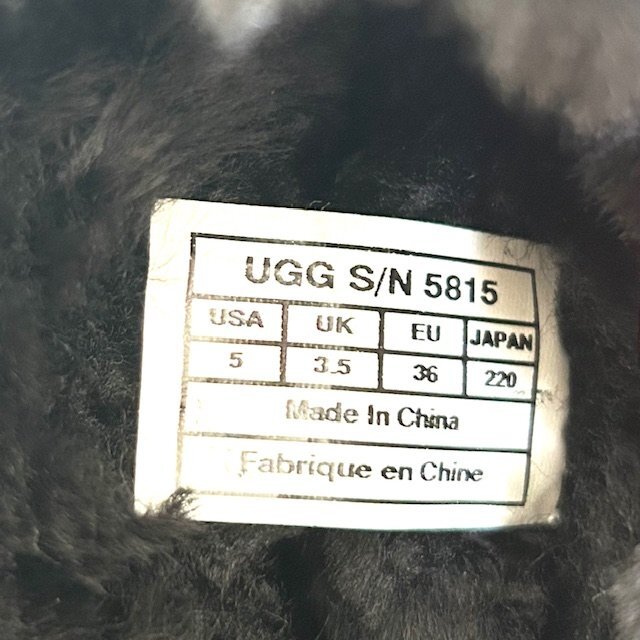 UGG S/N 5815
USA UK EU JAPAN
5 3.5 36 220
Made In China
Fabrique en Chine